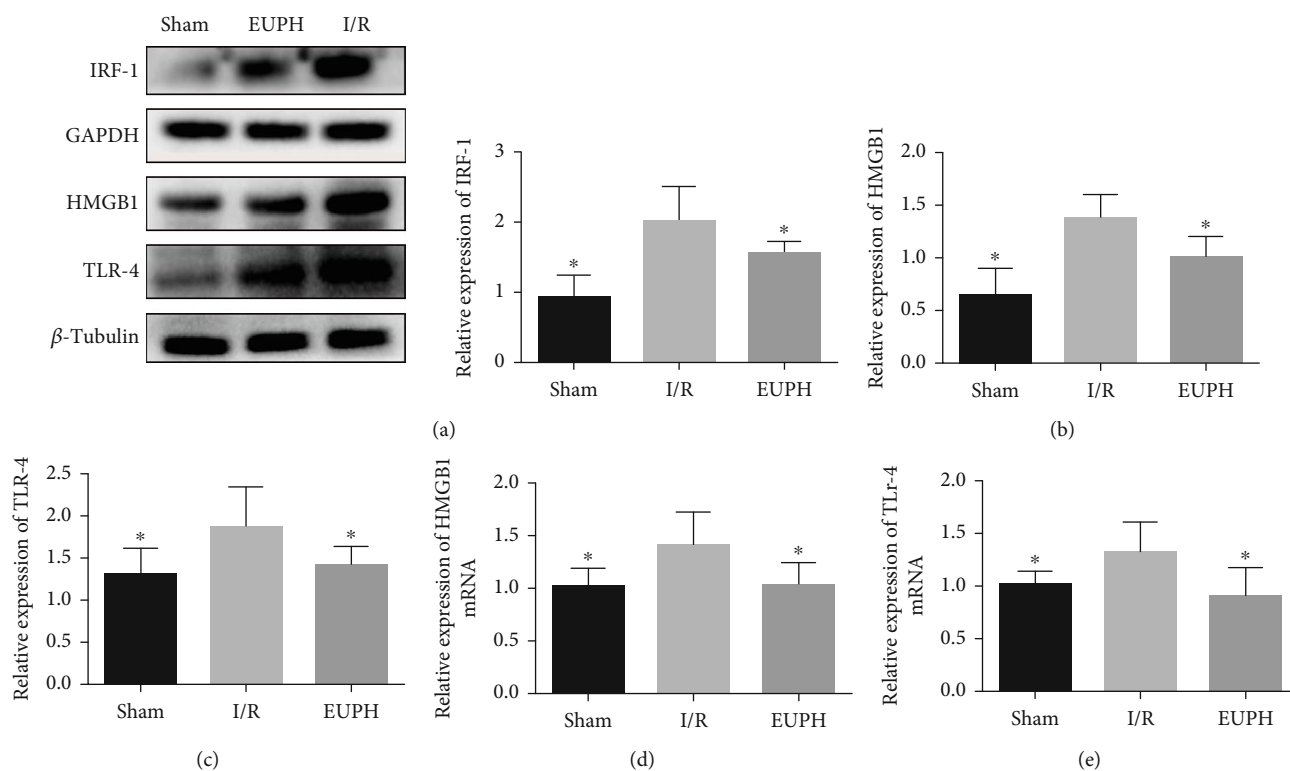 Sham EUPH I/R
IRF-1
GAPDH
HMGB1
TLR-4
β-Tubulin
Relative expression of IRF-1
3
2
1
0
*
*
Sham I/R EUPH
(a)
Relative expression of HMGB1
2.0
1.5
1.0
0.5
0.0
*
*
Sham I/R EUPH
(b)
Relative expression of TLR-4
2.5
2.0
1.5
1.0
0.5
0.0
*
*
Sham I/R EUPH
(c)
Relative expression of HMGB1
mRNA
2.0
1.5
1.0
0.5
0.0
*
*
Sham I/R EUPH
(d)
Relative expression of TLr-4
mRNA
2.0
1.5
1.0
0.5
0.0
*
*
Sham I/R EUPH
(e)